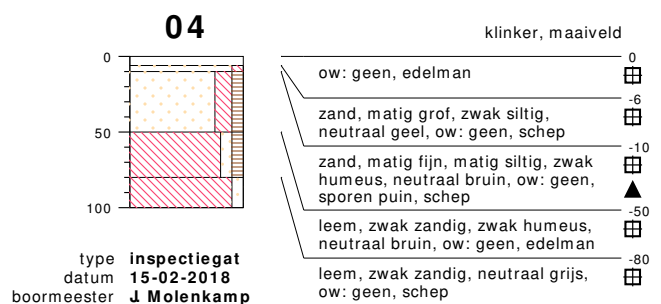 04
klinker, maaiveld
0
0
ow: geen, edelman
-6
zand, matig grof, zwak siltig,
neutraal geel, ow: geen, schep
-10
zand, matig fijn, matig siltig, zwak
humeus, neutraal bruin, ow: geen,
sporen puin, schep
50
-50
leem, zwak zandig, zwak humeus,
neutraal bruin, ow: geen, edelman
-80
leem, zwak zandig, neutraal grijs,
ow: geen, schep
100
type inspectiegat
datum 15-02-2018
boormeester J. Molenkamp